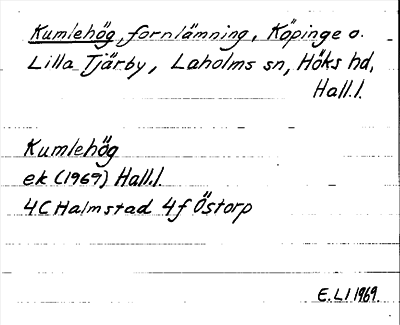 Kumlehög, fornlämning, Köpinge o.
Lilla Tjärby, Laholms sn, Höks hd,
Hall.l.
Kumlehög
ek (1969) Hall.l.
4C Halmstad 4f Östorp
E.LI 1969.